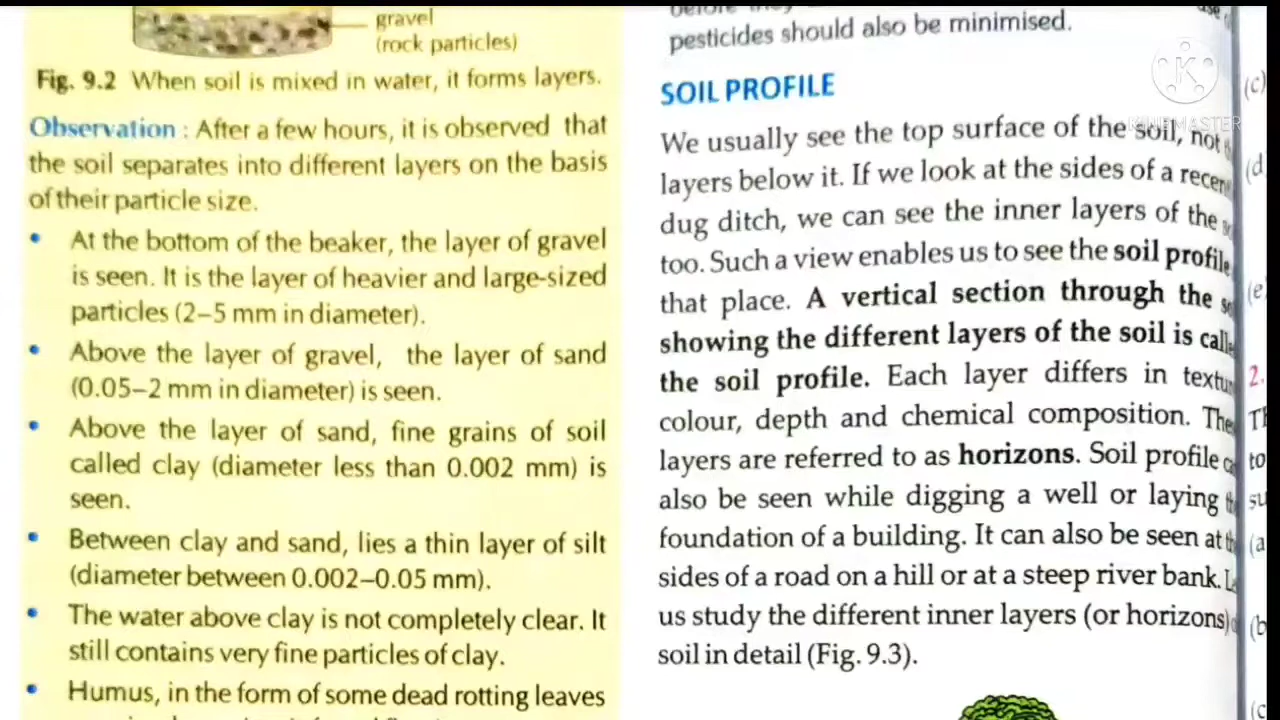 gravel
(rock particles)
Fig. 9.2 When soil is mixed in water, it forms layers.
Observation : After a few hours, it is observed that
the soil separates into different layers on the basis
of their particle size.
• At the bottom of the beaker, the layer of gravel
is seen. It is the layer of heavier and large-sized
particles (2–5 mm in diameter).
• Above the layer of gravel, the layer of sand
(0.05–2 mm in diameter) is seen.
• Above the layer of sand, fine grains of soil
called clay (diameter less than 0.002 mm) is
seen.
• Between clay and sand, lies a thin layer of silt
(diameter between 0.002–0.05 mm).
• The water above clay is not completely clear. It
still contains very fine particles of clay.
• Humus, in the form of some dead rotting leaves
pesticides should also be minimised.
SOIL PROFILE
We usually see the top surface of the soil, not
layers below it. If we look at the sides of a
dug ditch, we can see the inner layers of the
too. Such a view enables us to see the soil profile
that place. A vertical section through the
showing the different layers of the soil is
the soil profile. Each layer differs in
colour, depth and chemical composition.
layers are referred to as horizons. Soil profile
also be seen while digging a well or laying
foundation of a building. It can also be seen at
sides of a road on a hill or at a steep river bank.
us study the different inner layers (or horizons)
soil in detail (Fig. 9.3).
K
KINEMASTER
(c)
(d
(e
2.
to
(a
(b
(c